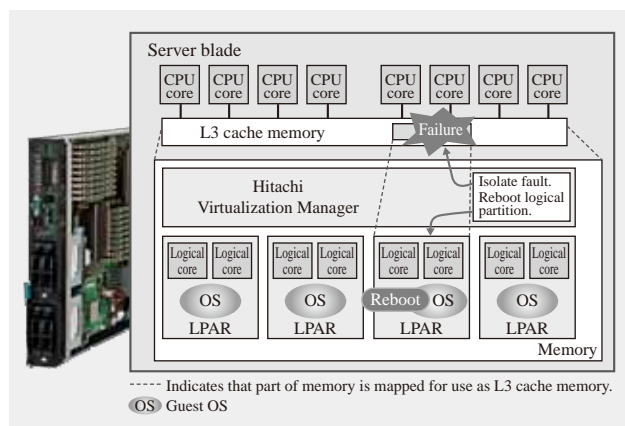 Server blade
CPU core
CPU core
CPU core
CPU core
CPU core
CPU core
CPU core
CPU core
L3 cache memory
Failure
Hitachi
Virtualization Manager
Isolate fault.
Reboot logical
partition.
Logical core
Logical core
Logical core
Logical core
Logical core
Logical core
Logical core
Logical core
OS
OS
Reboot
OS
OS
LPAR
LPAR
LPAR
LPAR
Memory
Indicates that part of memory is mapped for use as L3 cache memory.
OS Guest OS